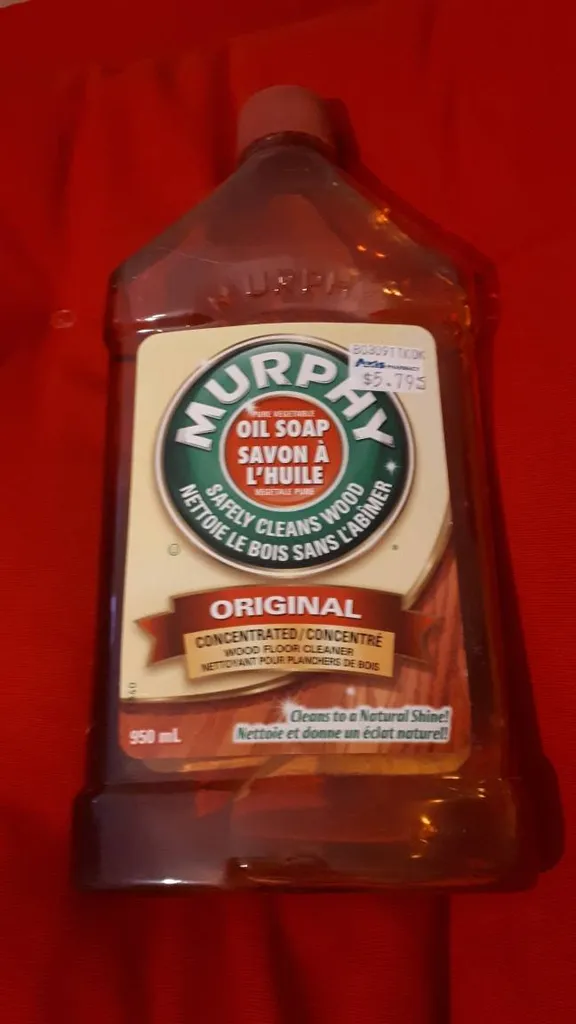 MURPHY
B0309TTKOK
PHARMACY
$5.79
MURPHY
PURE VEGETABLE
OIL SOAP
SAVON À
L'HUILE
VÉGÉTALE PURE
SAFELY CLEANS WOOD
NETTOIE LE BOIS SANS L'ABÎMER
ORIGINAL
CONCENTRATED/CONCENTRÉ
WOOD FLOOR CLEANER
NETTOYANT POUR PLANCHERS DE BOIS
Cleans to a Natural Shine!
950 mL
Nettoie et donne un éclat naturel!